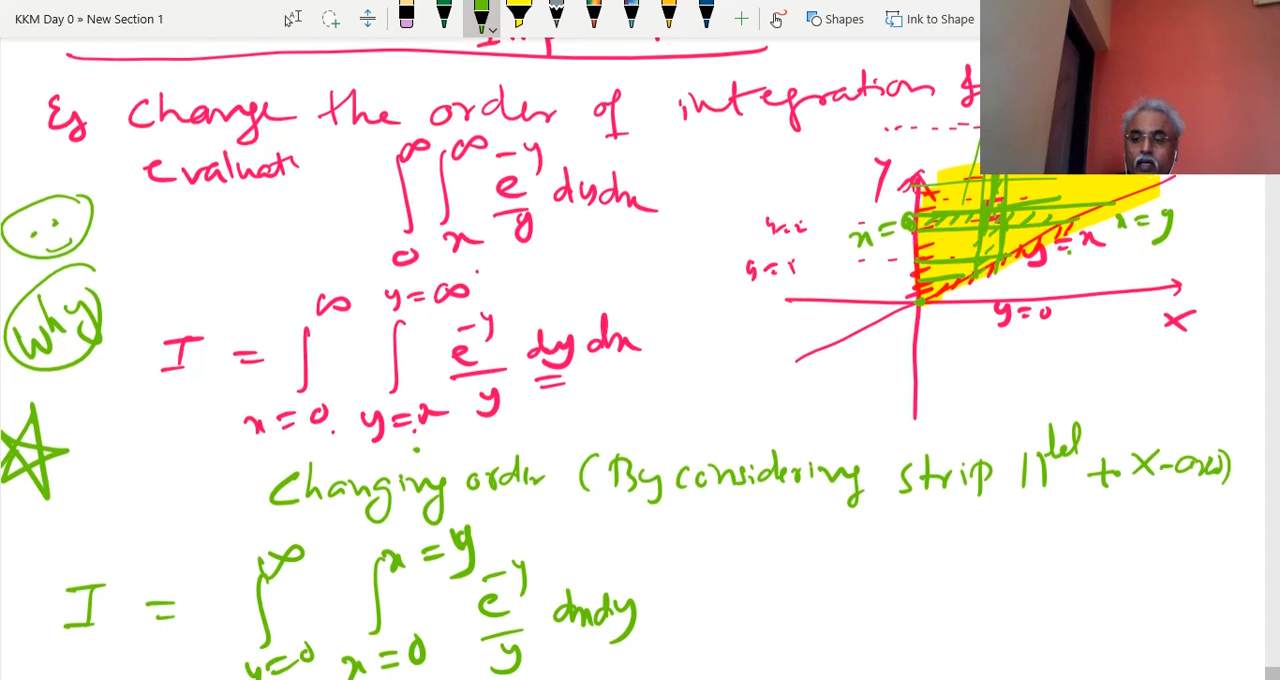 KKM Day 0 » New Section 1
Shapes
Ink to Shape
Eg Change the order of integration &
evaluate ∫₀^∞ ∫ₓ^∞ e^-y/y dy dx
Y
x = 0
y = x
x = y
y = 0
X
Why
I = ∫_{x=0}^{∞} ∫_{y=x}^{y=∞} e^-y/y dy dx
Changing order (By considering strip ||lel to X-axis)
I = ∫_{y=0}^{∞} ∫_{x=0}^{x=y} e^-y/y dx dy